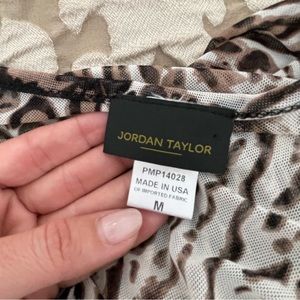 JORDAN TAYLOR
PMP14028
MADE IN USA
OF IMPORTED FABRIC
M